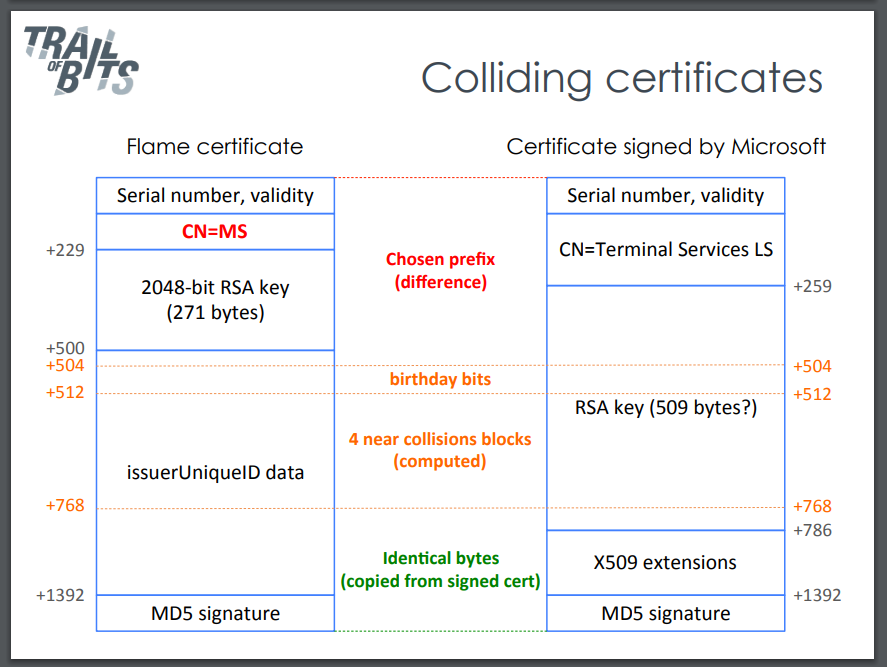 TRAIL
OF
BITS
Colliding certificates
Flame certificate
Certificate signed by Microsoft
Serial number, validity
Serial number, validity
CN=MS
CN=Terminal Services LS
+229
Chosen prefix
(difference)
2048-bit RSA key
(271 bytes)
+259
+500
+504
+504
birthday bits
+512
+512
RSA key (509 bytes?)
4 near collisions blocks
(computed)
issuerUniqueID data
+768
+768
+786
Identical bytes
(copied from signed cert)
X509 extensions
+1392
+1392
MD5 signature
MD5 signature